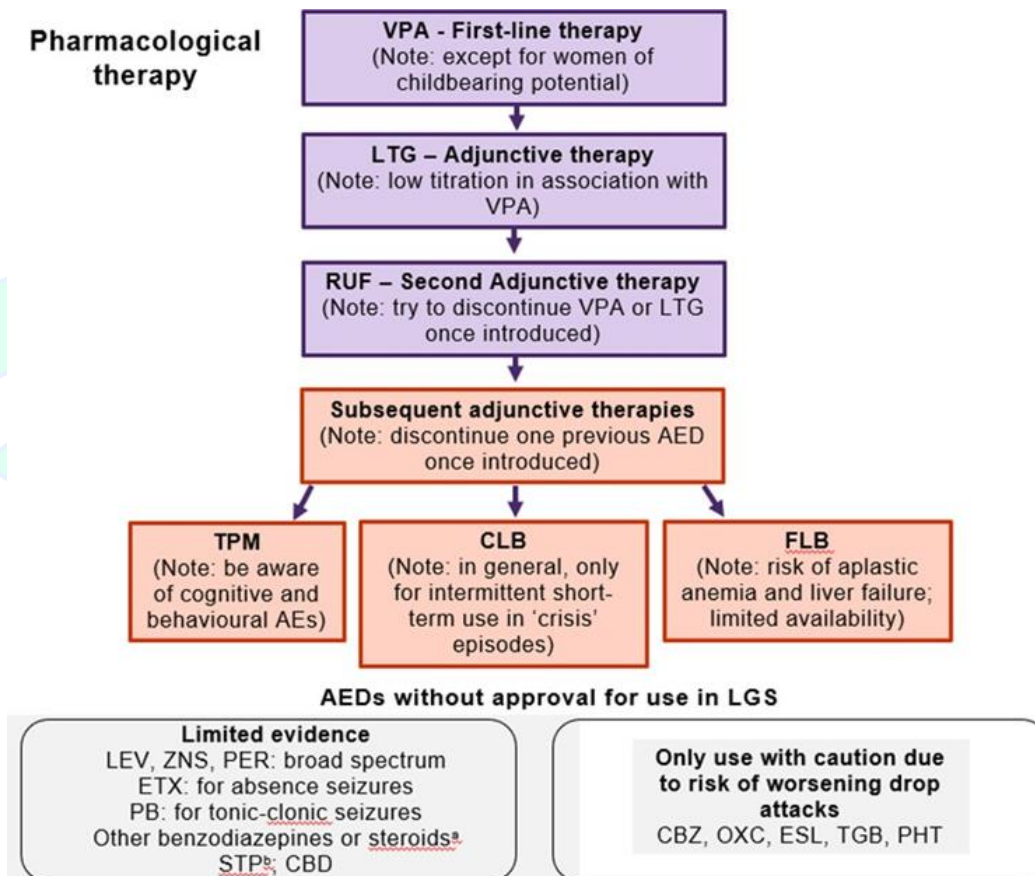 Pharmacological
therapy
VPA - First-line therapy
(Note: except for women of
childbearing potential)
LTG – Adjunctive therapy
(Note: low titration in association with
VPA)
RUF – Second Adjunctive therapy
(Note: try to discontinue VPA or LTG
once introduced)
Subsequent adjunctive therapies
(Note: discontinue one previous AED
once introduced)
TPM
(Note: be aware
of cognitive and
behavioural AEs)
CLB
(Note: in general, only
for intermittent short-
term use in ‘crisis’
episodes)
FLB
(Note: risk of aplastic
anemia and liver failure;
limited availability)
AEDs without approval for use in LGS
Limited evidence
LEV, ZNS, PER: broad spectrum
ETX: for absence seizures
PB: for tonic-clonic seizures
Other benzodiazepines or steroidsᵃ
STPᵇ; CBD
Only use with caution due
to risk of worsening drop
attacks
CBZ, OXC, ESL, TGB, PHT